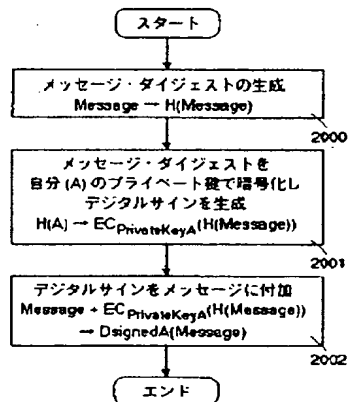 スタート
メッセージ・ダイジェストの生成
Message → H(Message)
2000
メッセージ・ダイジェストを
自分(A)のプライベート鍵で暗号化し
デジタルサインを生成
H(A) → EC_PrivateKeyA(H(Message))
2001
デジタルサインをメッセージに付加
Message + EC_PrivateKeyA(H(Message))
→ DsignedA(Message)
2002
エンド